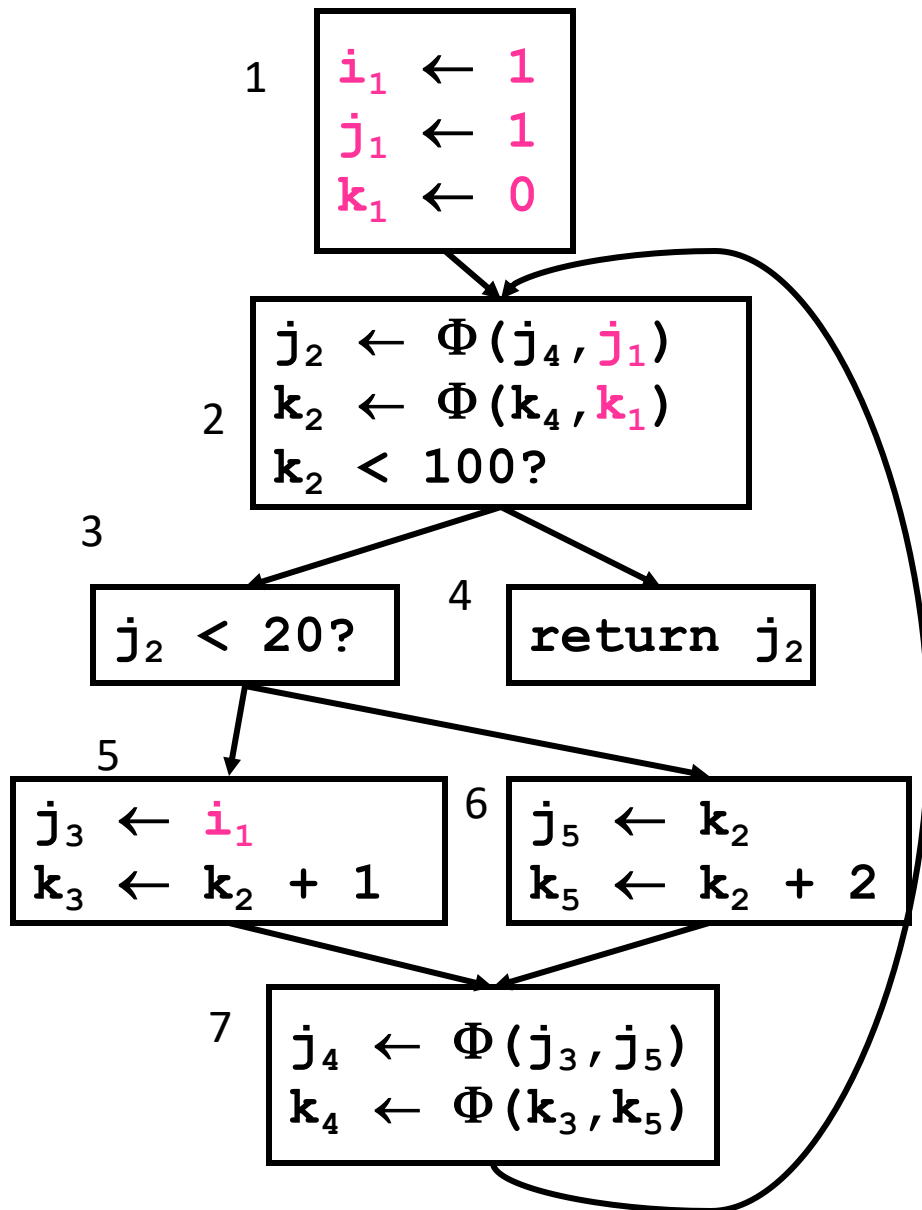 1
i₁ ← 1
j₁ ← 1
k₁ ← 0
2
j₂ ← Φ(j₄,j₁)
k₂ ← Φ(k₄,k₁)
k₂ < 100?
3
j₂ < 20?
4
return j₂
5
j₃ ← i₁
k₃ ← k₂ + 1
6
j₅ ← k₂
k₅ ← k₂ + 2
7
j₄ ← Φ(j₃,j₅)
k₄ ← Φ(k₃,k₅)